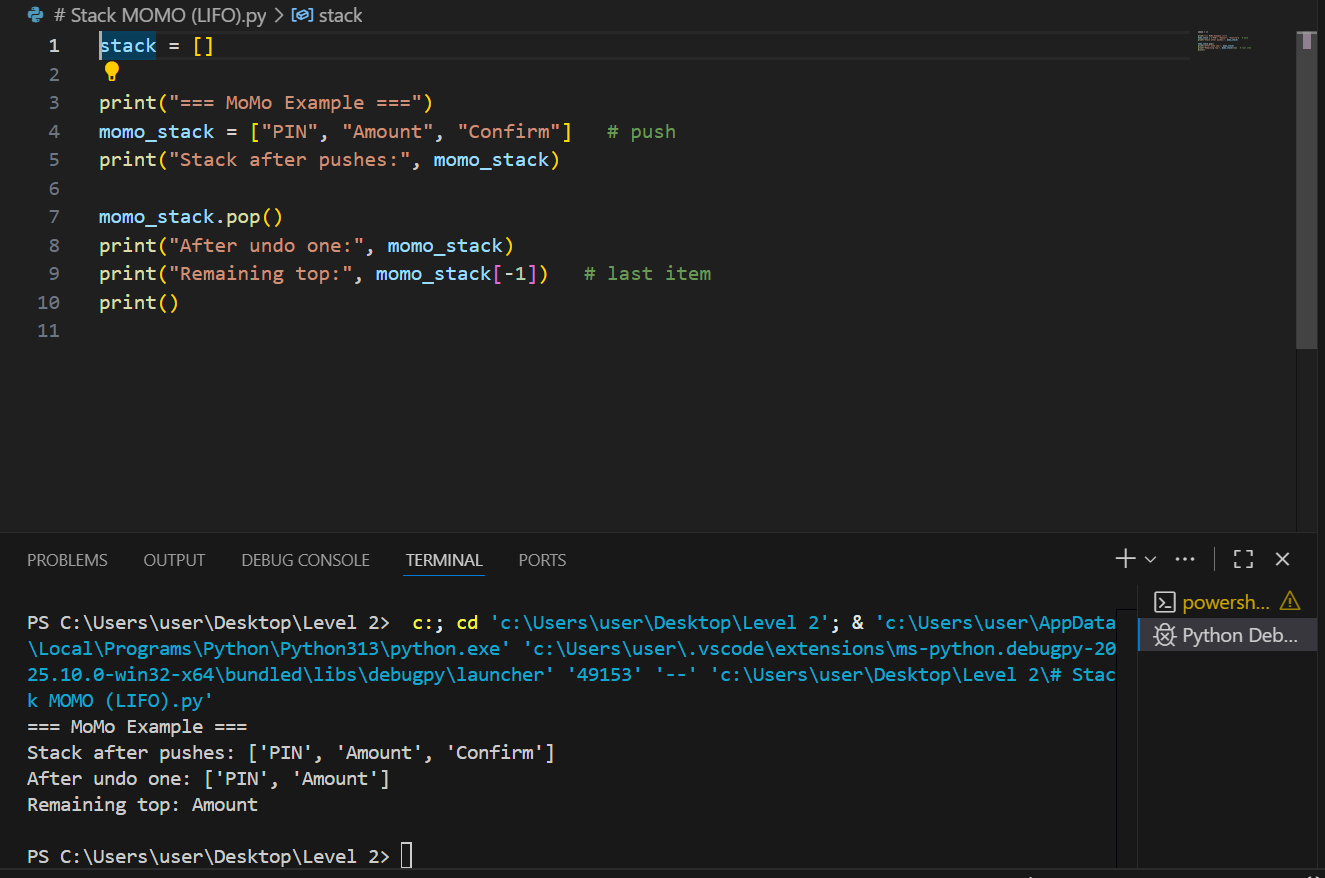 # Stack MOMO (LIFO).py > stack
1 stack = []
2
3 print("=== MoMo Example ===")
4 momo_stack = ["PIN", "Amount", "Confirm"]   # push
5 print("Stack after pushes:", momo_stack)
6
7 momo_stack.pop()
8 print("After undo one:", momo_stack)
9 print("Remaining top:", momo_stack[-1])   # last item
10 print()
11
PROBLEMS OUTPUT DEBUG CONSOLE TERMINAL PORTS
powersh...
Python Deb...
PS C:\Users\user\Desktop\Level 2>  c:; cd 'c:\Users\user\Desktop\Level 2'; & 'c:\Users\user\AppData
\Local\Programs\Python\Python313\python.exe' 'c:\Users\user\.vscode\extensions\ms-python.debugpy-20
25.10.0-win32-x64\bundled\libs\debugpy\launcher' '49153' '--' 'c:\Users\user\Desktop\Level 2\# Stac
k MOMO (LIFO).py'
=== MoMo Example ===
Stack after pushes: ['PIN', 'Amount', 'Confirm']
After undo one: ['PIN', 'Amount']
Remaining top: Amount
PS C:\Users\user\Desktop\Level 2>